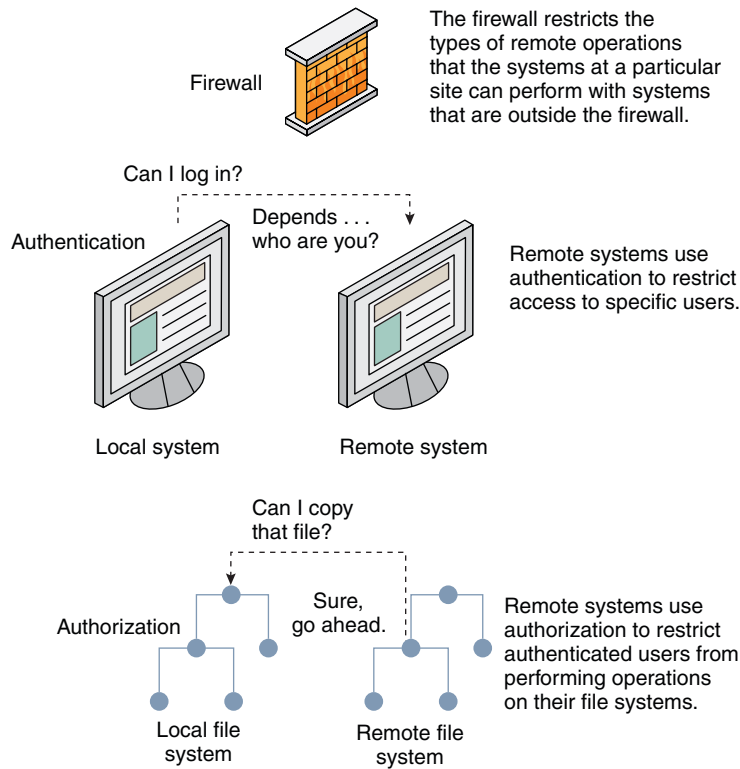 Firewall
The firewall restricts the
types of remote operations
that the systems at a particular
site can perform with systems
that are outside the firewall.
Can I log in?
Authentication
Depends . . .
who are you?
Remote systems use
authentication to restrict
access to specific users.
Local system
Remote system
Can I copy
that file?
Authorization
Sure,
go ahead.
Remote systems use
authorization to restrict
authenticated users from
performing operations
on their file systems.
Local file
system
Remote file
system